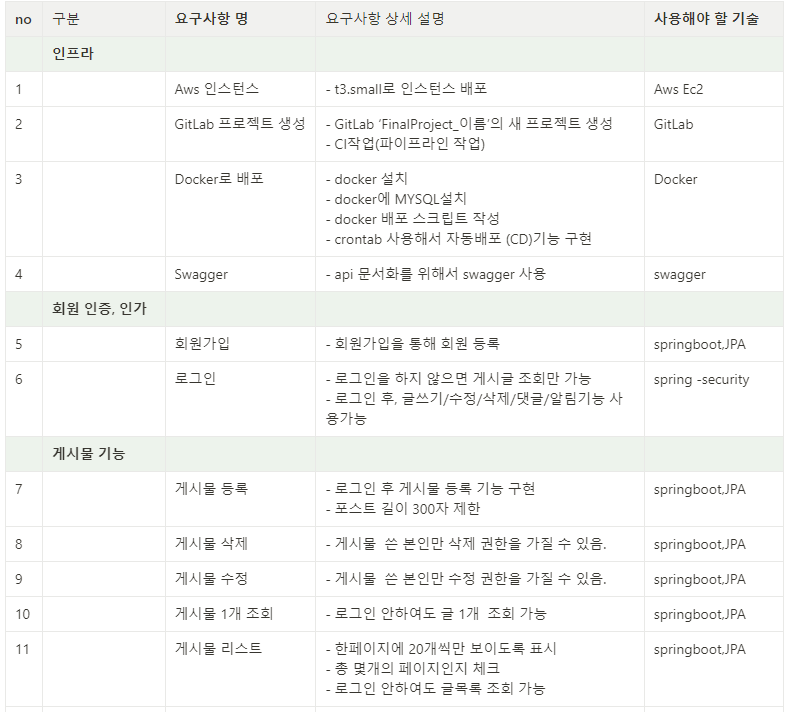 no 구분 요구사항 명 요구사항 상세 설명 사용해야 할 기술
인프라
1 Aws 인스턴스 - t3.small로 인스턴스 배포 Aws Ec2
2 GitLab 프로젝트 생성 - GitLab ‘FinalProject_이름’의 새 프로젝트 생성 GitLab
- CI작업(파이프라인 작업)
3 Docker로 배포 - docker 설치 Docker
- docker에 MYSQL설치
- docker 배포 스크립트 작성
- crontab 사용해서 자동배포 (CD)기능 구현
4 Swagger - api 문서화를 위해서 swagger 사용 swagger
회원 인증, 인가
5 회원가입 - 회원가입을 통해 회원 등록 springboot,JPA
6 로그인 - 로그인을 하지 않으면 게시글 조회만 가능 spring -security
- 로그인 후, 글쓰기/수정/삭제/댓글/알림기능 사
용가능
게시물 기능
7 게시물 등록 - 로그인 후 게시물 등록 기능 구현 springboot,JPA
- 포스트 길이 300자 제한
8 게시물 삭제 - 게시물 쓴 본인만 삭제 권한을 가질 수 있음. springboot,JPA
9 게시물 수정 - 게시물 쓴 본인만 수정 권한을 가질 수 있음. springboot,JPA
10 게시물 1개 조회 - 로그인 안하여도 글 1개 조회 가능 springboot,JPA
11 게시물 리스트 - 한페이지에 20개씩만 보이도록 표시 springboot,JPA
- 총 몇개의 페이지인지 체크
- 로그인 안하여도 글목록 조회 가능